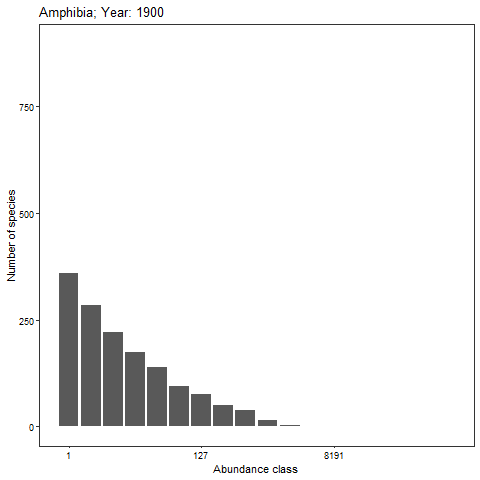 Amphibia; Year: 1900
Number of species
750
500
250
0
1
127
8191
Abundance class